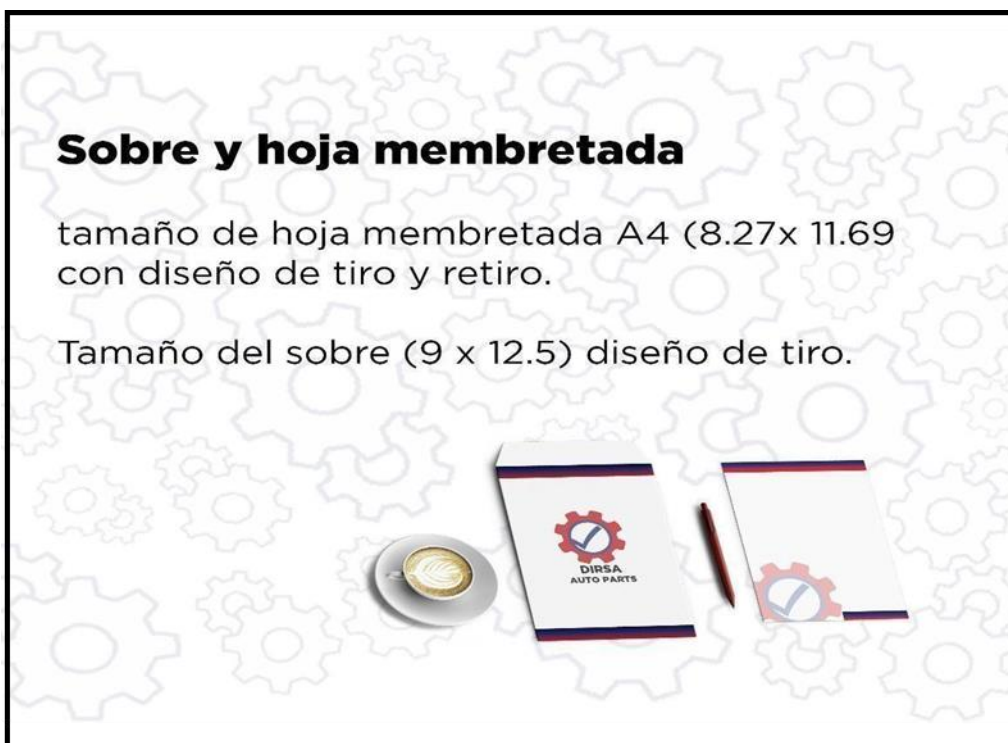 Sobre y hoja membretada
tamaño de hoja membretada A4 (8.27x 11.69
con diseño de tiro y retiro.
Tamaño del sobre (9 x 12.5) diseño de tiro.
DIRSA
AUTO PARTS